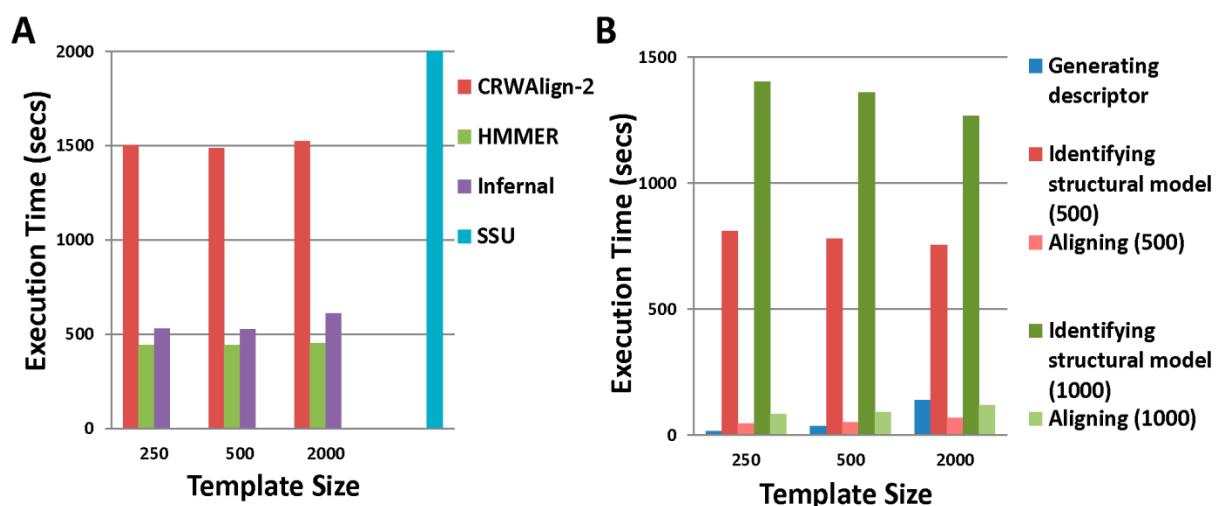 A
Execution Time (secs)
2000
1500
1000
500
0
250
500
2000
Template Size
CRWAlign-2
HMMER
Infernal
SSU
B
Execution Time (secs)
1500
1000
500
0
250
500
2000
Template Size
Generating
descriptor
Identifying
structural model
(500)
Aligning (500)
Identifying
structural model
(1000)
Aligning (1000)